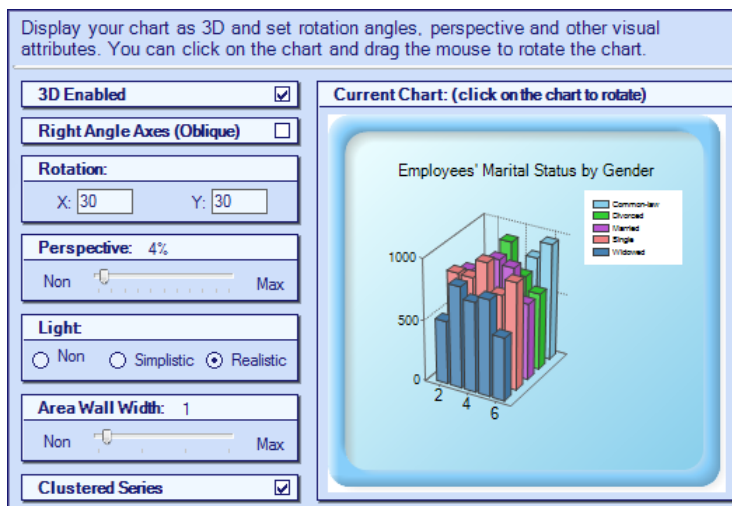 Display your chart as 3D and set rotation angles, perspective and other visual
attributes. You can click on the chart and drag the mouse to rotate the chart.
3D Enabled
Right Angle Axes (Oblique)
Rotation:
X: 30 Y: 30
Perspective: 4%
Non Max
Light:
Non Simplistic Realistic
Area Wall Width: 1
Non Max
Clustered Series
Current Chart: (click on the chart to rotate)
Employees' Marital Status by Gender
Common-law
Divorced
Married
Single
Widowed
1000
500
0
2 4 6